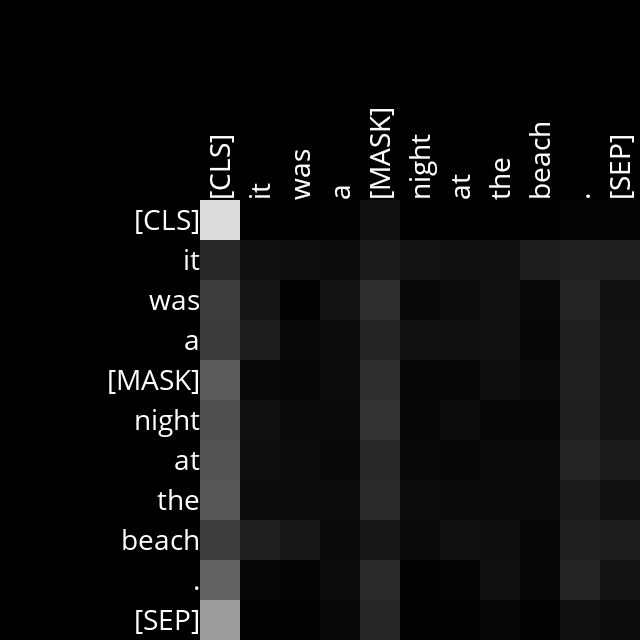 [CLS] it was a [MASK] night at the beach . [SEP]
[CLS]
it
was
a
[MASK]
night
at
the
beach
.
[SEP]